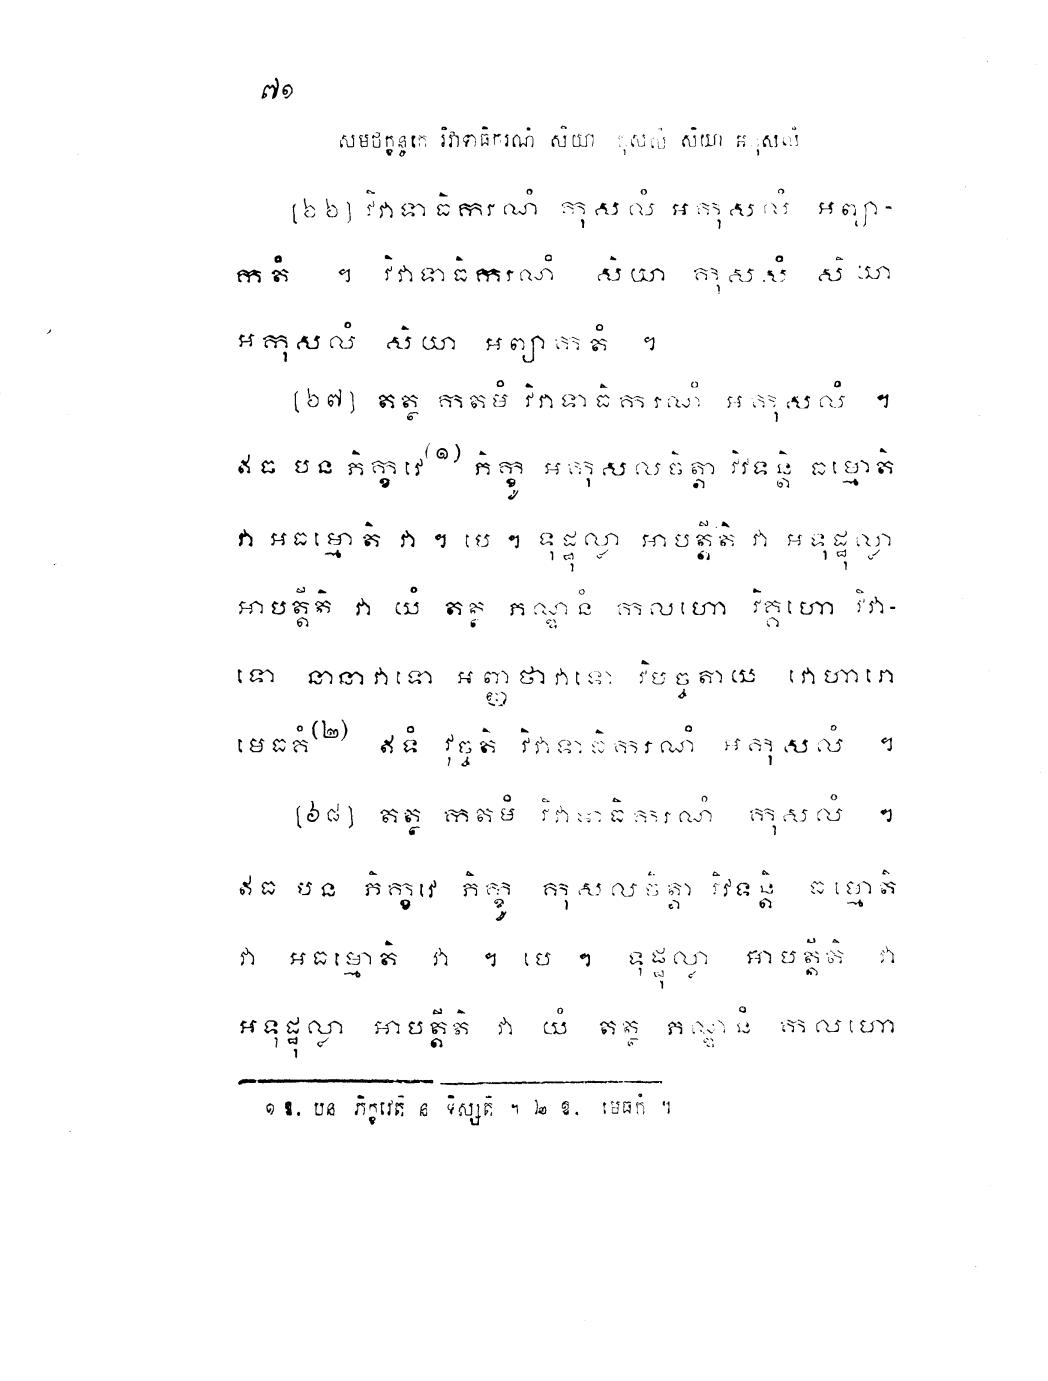 ៧១
សមថក្ខន្ធកេ វិវាទាធិករណំ សិយា កុសលំ សិយា អកុសលំ
[៦៦] វិវាទាធិករណំ កុសលំ អកុសលំ អព្យា-
កតំ ។ វិវាទាធិករណំ សិយា កុសលំ សិយា
អកុសលំ សិយា អព្យាកតំ ។
[៦៧] តត្ថ កតមំ វិវាទាធិករណំ អកុសលំ ។
ឥធ បន ភិក្ខវេ(១) ភិក្ខូ អកុសលចិត្តា វិវទន្តិ ធម្មោតិ
វា អធម្មោតិ វា ។ បេ ។ ទុដ្ឋុល្លា អាបត្តីតិ វា អទុដ្ឋុល្លា
អាបត្តីតិ វា យំ តត្ថ ភណ្ឌនំ កលហោ វិគ្គហោ វិវា-
ទោ នានាវាទោ អញ្ញថាវាទោ វិបច្ចតាយ វោហារោ
មេធកំ(២) ឥទំ វុច្ចតិ វិវាទាធិករណំ អកុសលំ ។
[៦៨] តត្ថ កតមំ វិវាទាធិករណំ កុសលំ ។
ឥធ បន ភិក្ខវេ ភិក្ខូ កុសលចិត្តា វិវទន្តិ ធម្មោតិ
វា អធម្មោតិ វា ។ បេ ។ ទុដ្ឋុល្លា អាបត្តីតិ វា
អទុដ្ឋុល្លា អាបត្តីតិ វា យំ តត្ថ ភណ្ឌនំ កលហោ
១ ឱ. បន ភិក្ខវេតិ ន ទិស្សតិ ។ ២ ឱ. មេធកំ ។